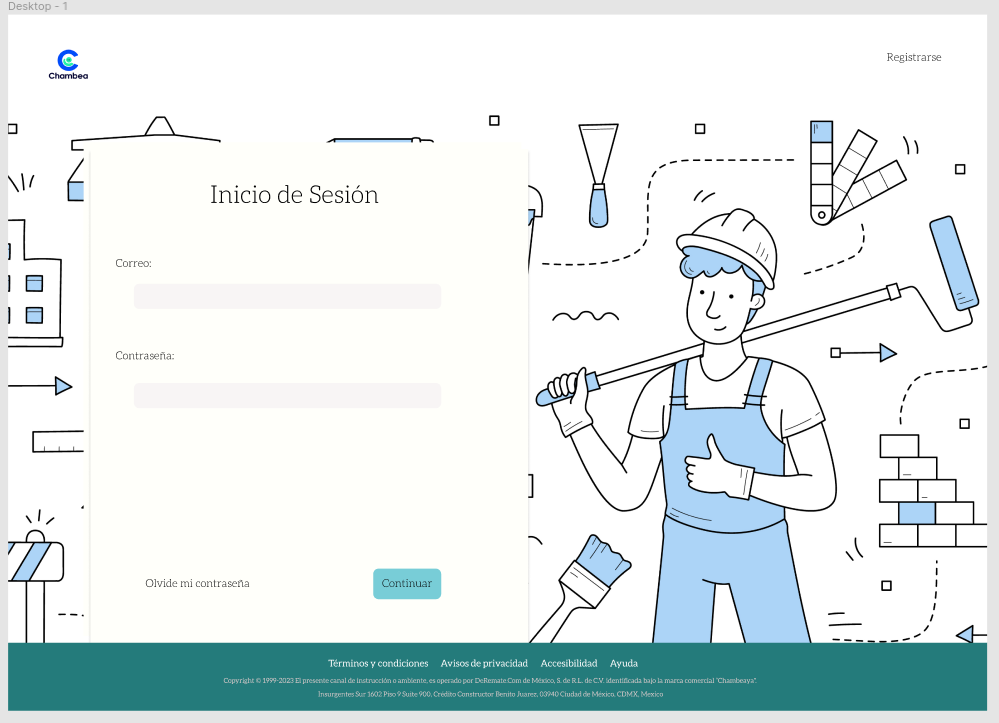 Desktop - 1
Chambea
Registrarse
Inicio de Sesión
Correo:
Contraseña:
Olvide mi contraseña
Continuar
Términos y condiciones Avisos de privacidad Accesibilidad Ayuda
Copyright © 1999-2023 El presente canal de instrucción o ambiente, es operado por DeRemate.Com de México, S. de R.L. de C.V. identificada bajo la marca comercial "Chambeaya".
Insurgentes Sur 1602 Piso 9 Suite 900, Crédito Constructor Benito Juarez, 03940 Ciudad de México, CDMX, Mexico